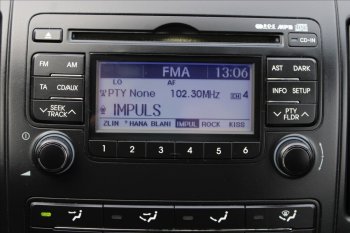 MP3
CD-IN
FM AM
TA CD/AUX
SEEK
TRACK
AST DARK
INFO SETUP
PTY
FLDR
FMA 13:06
LO AF
PTY None 102.30MHz 4
IMPULS
ZLIN *HANA BLANI IMPUL ROCK KISS
1 2 3 4 5 6